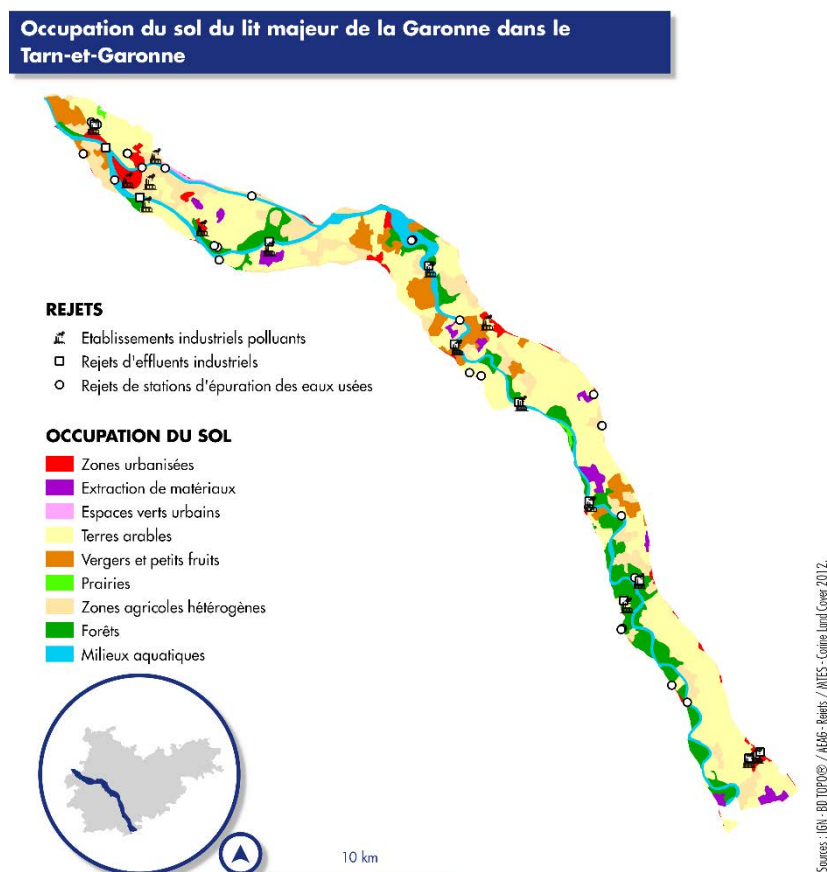 Occupation du sol du lit majeur de la Garonne dans le
Tarn-et-Garonne
REJETS
Etablissements industriels polluants
Rejets d'effluents industriels
Rejets de stations d'épuration des eaux usées
OCCUPATION DU SOL
Zones urbanisées
Extraction de matériaux
Espaces verts urbains
Terres arables
Vergers et petits fruits
Prairies
Zones agricoles hétérogènes
Forêts
Milieux aquatiques
10 km
Sources : IGN - BD TOPO® / AEAG - Rejets / MTES - Corine Land Cover 2012.